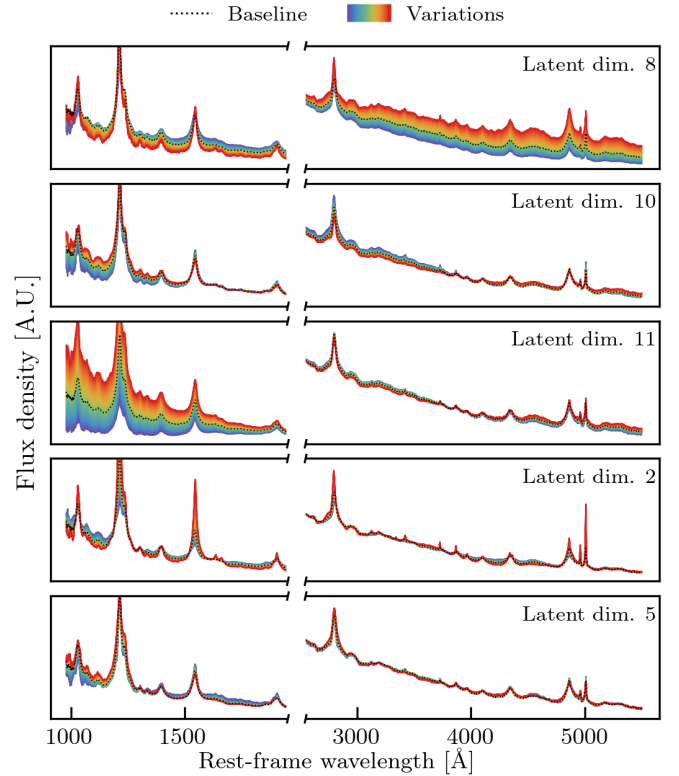 Baseline
Variations
Latent dim. 8
Latent dim. 10
Latent dim. 11
Latent dim. 2
Latent dim. 5
Flux density [A.U.]
1000 1500 3000 4000 5000
Rest-frame wavelength [Å]